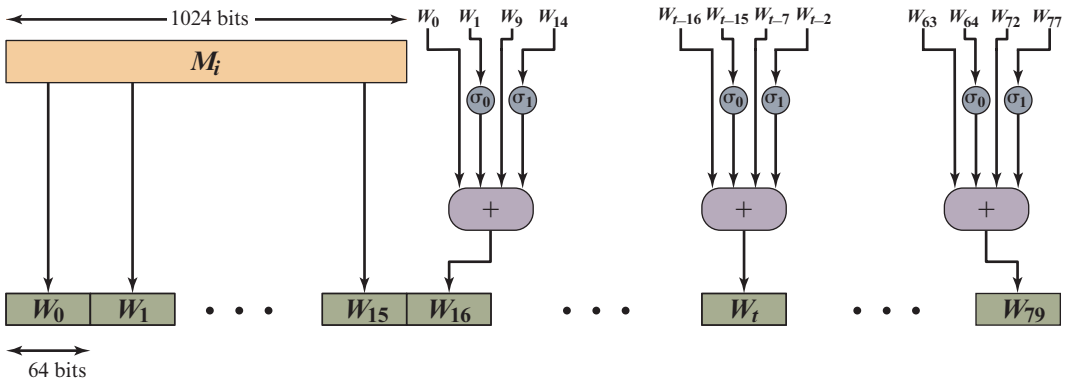 1024 bits
W0 W1 W9 W14
Wt–16 Wt–15 Wt–7 Wt–2
W63 W64 W72 W77
Mi
σ0 σ1
σ0 σ1
σ0 σ1
+ + +
W0 W1 • • • W15 W16 • • • Wt • • • W79
64 bits